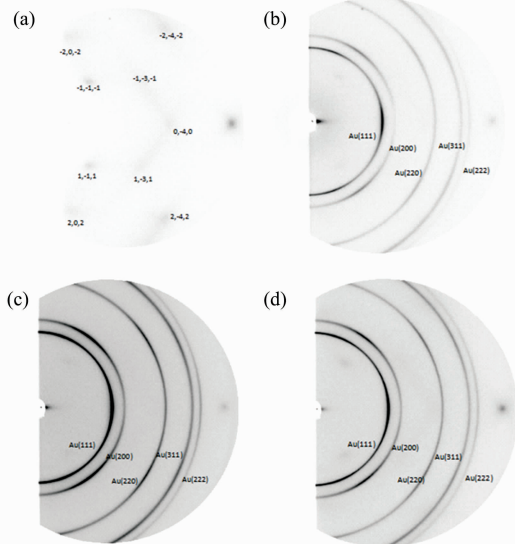 (a)
-2,0,-2
-2,-4,-2
-1,-1,-1
-1,-3,-1
0,-4,0
1,-1,1
1,-3,1
2,0,2
2,-4,2
(b)
Au(111)
Au(200)
Au(220)
Au(311)
Au(222)
(c)
Au(111)
Au(200)
Au(220)
Au(311)
Au(222)
(d)
Au(111)
Au(200)
Au(220)
Au(311)
Au(222)